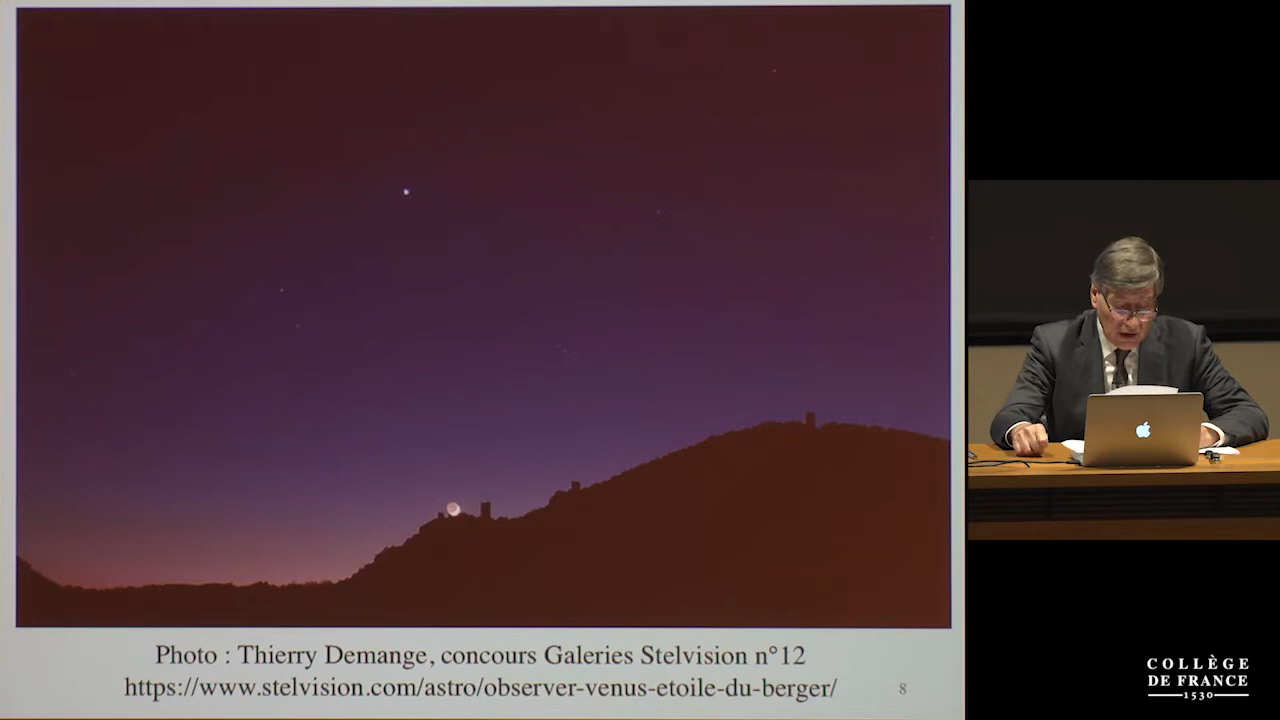 Photo : Thierry Demange, concours Galeries Stelvision n°12
https://www.stelvision.com/astro/observer-venus-etoile-du-berger/
8
COLLÈGE
DE FRANCE
1530